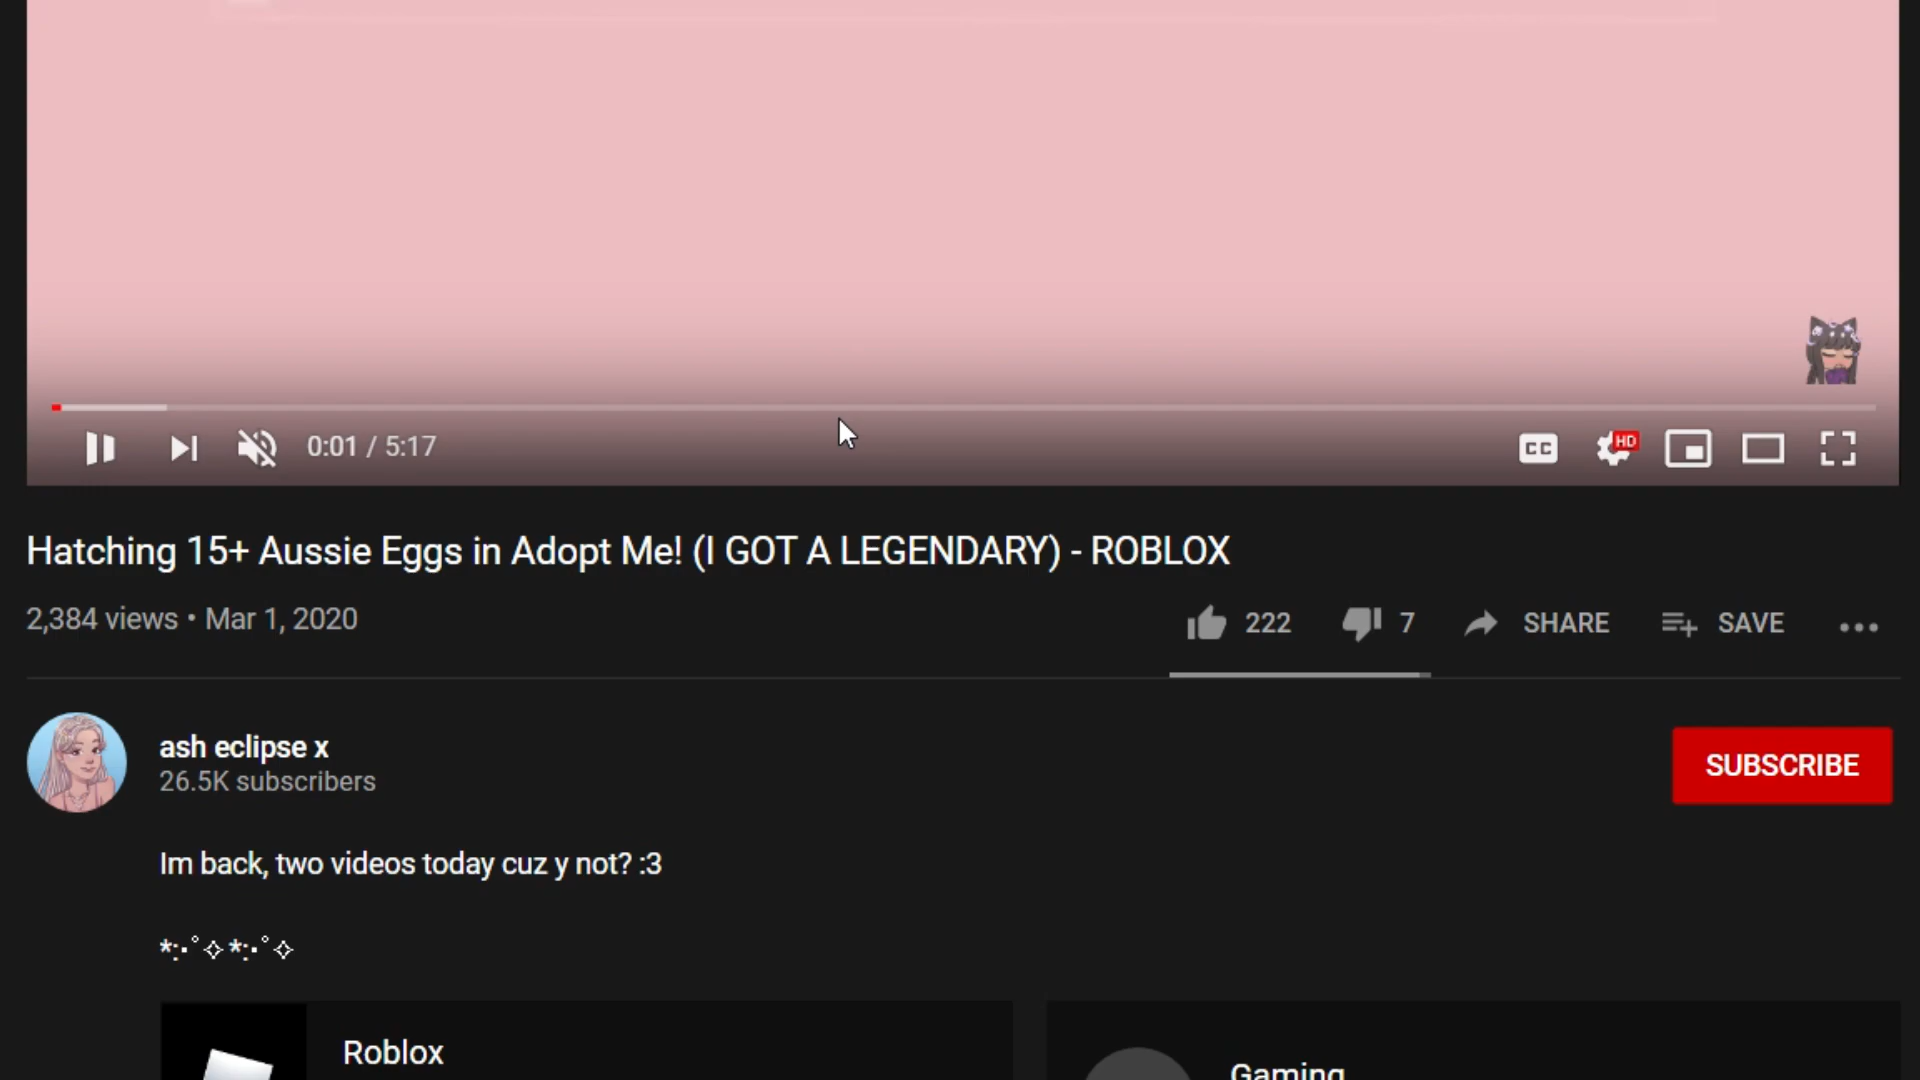 0:01 / 5:17
CC
HD
Hatching 15+ Aussie Eggs in Adopt Me! (I GOT A LEGENDARY) - ROBLOX
2,384 views • Mar 1, 2020
222
7
SHARE
SAVE
ash eclipse x
26.5K subscribers
SUBSCRIBE
Im back, two videos today cuz y not? :3
*:･ﾟ✧*:･ﾟ✧
Roblox
Gaming